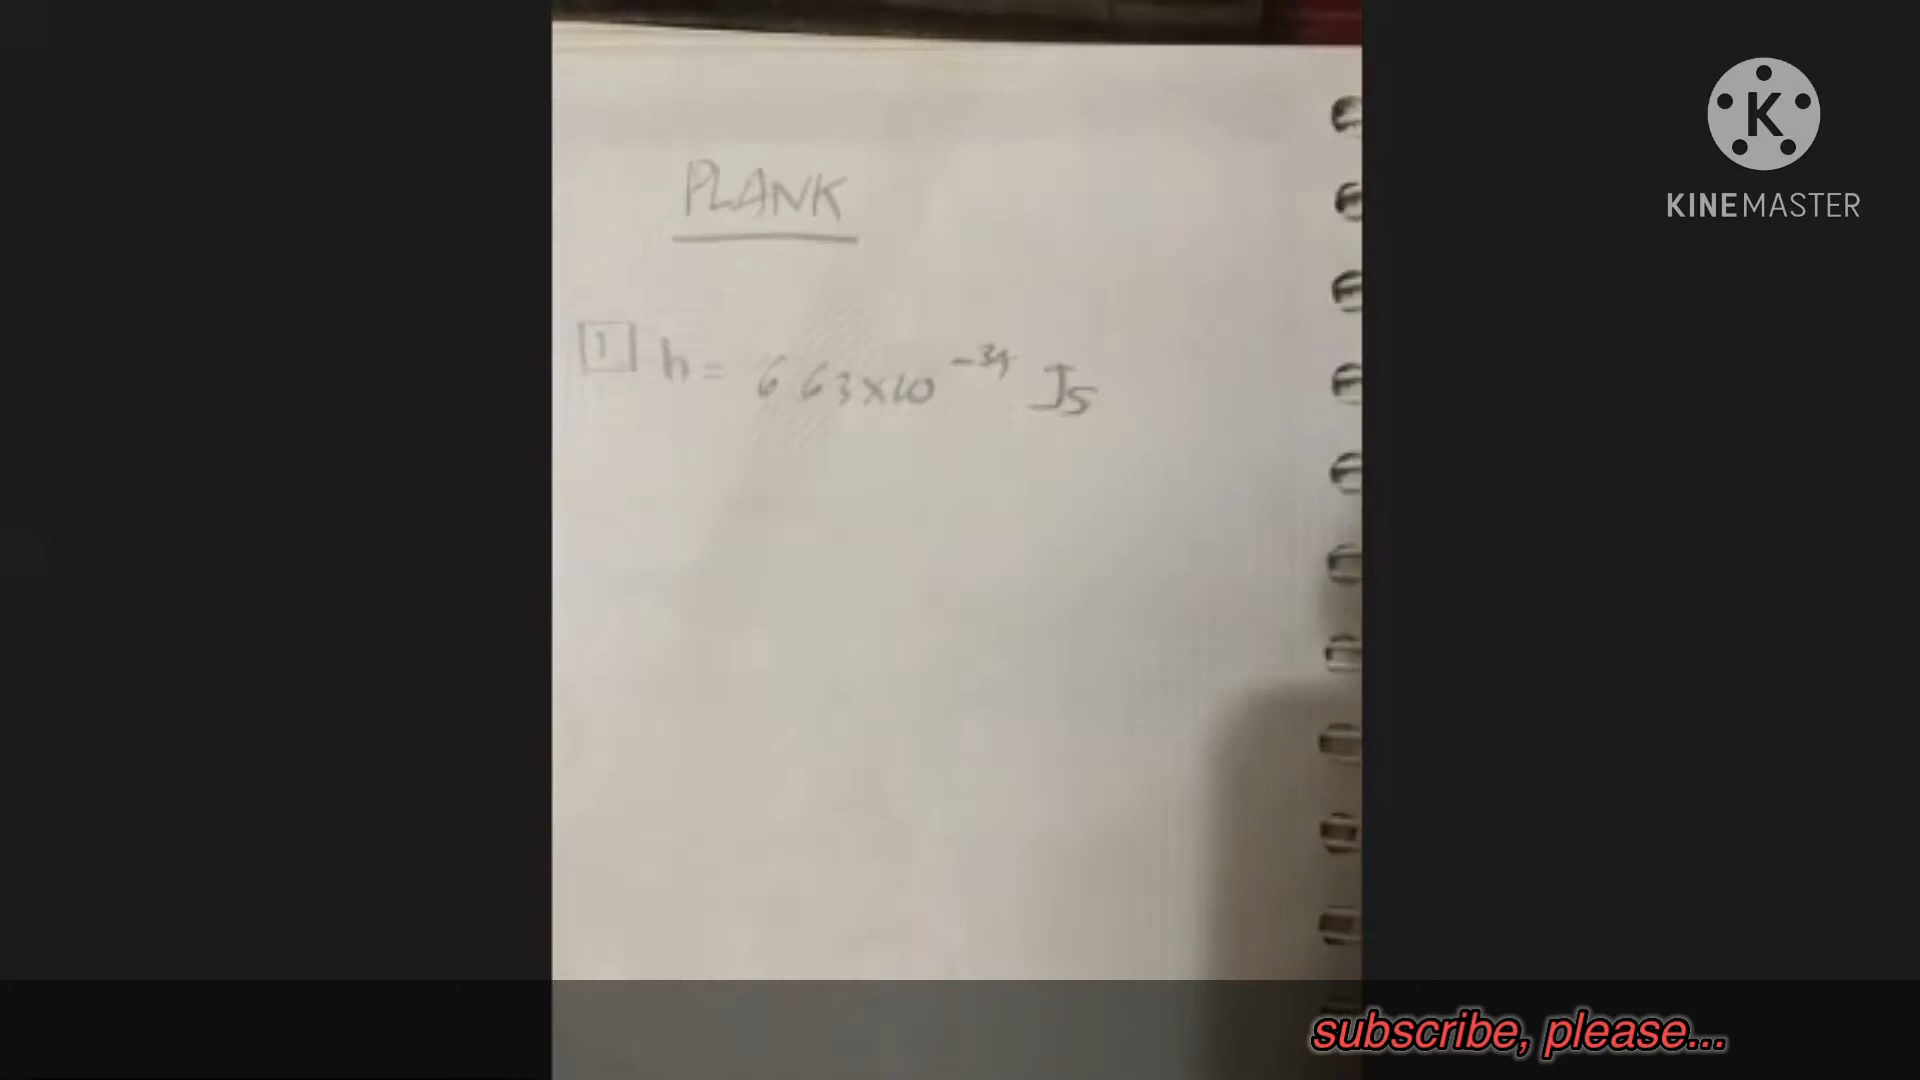 PLANK
1 h = 6 63x10^-34 Js
K
KINEMASTER
subscribe, please...